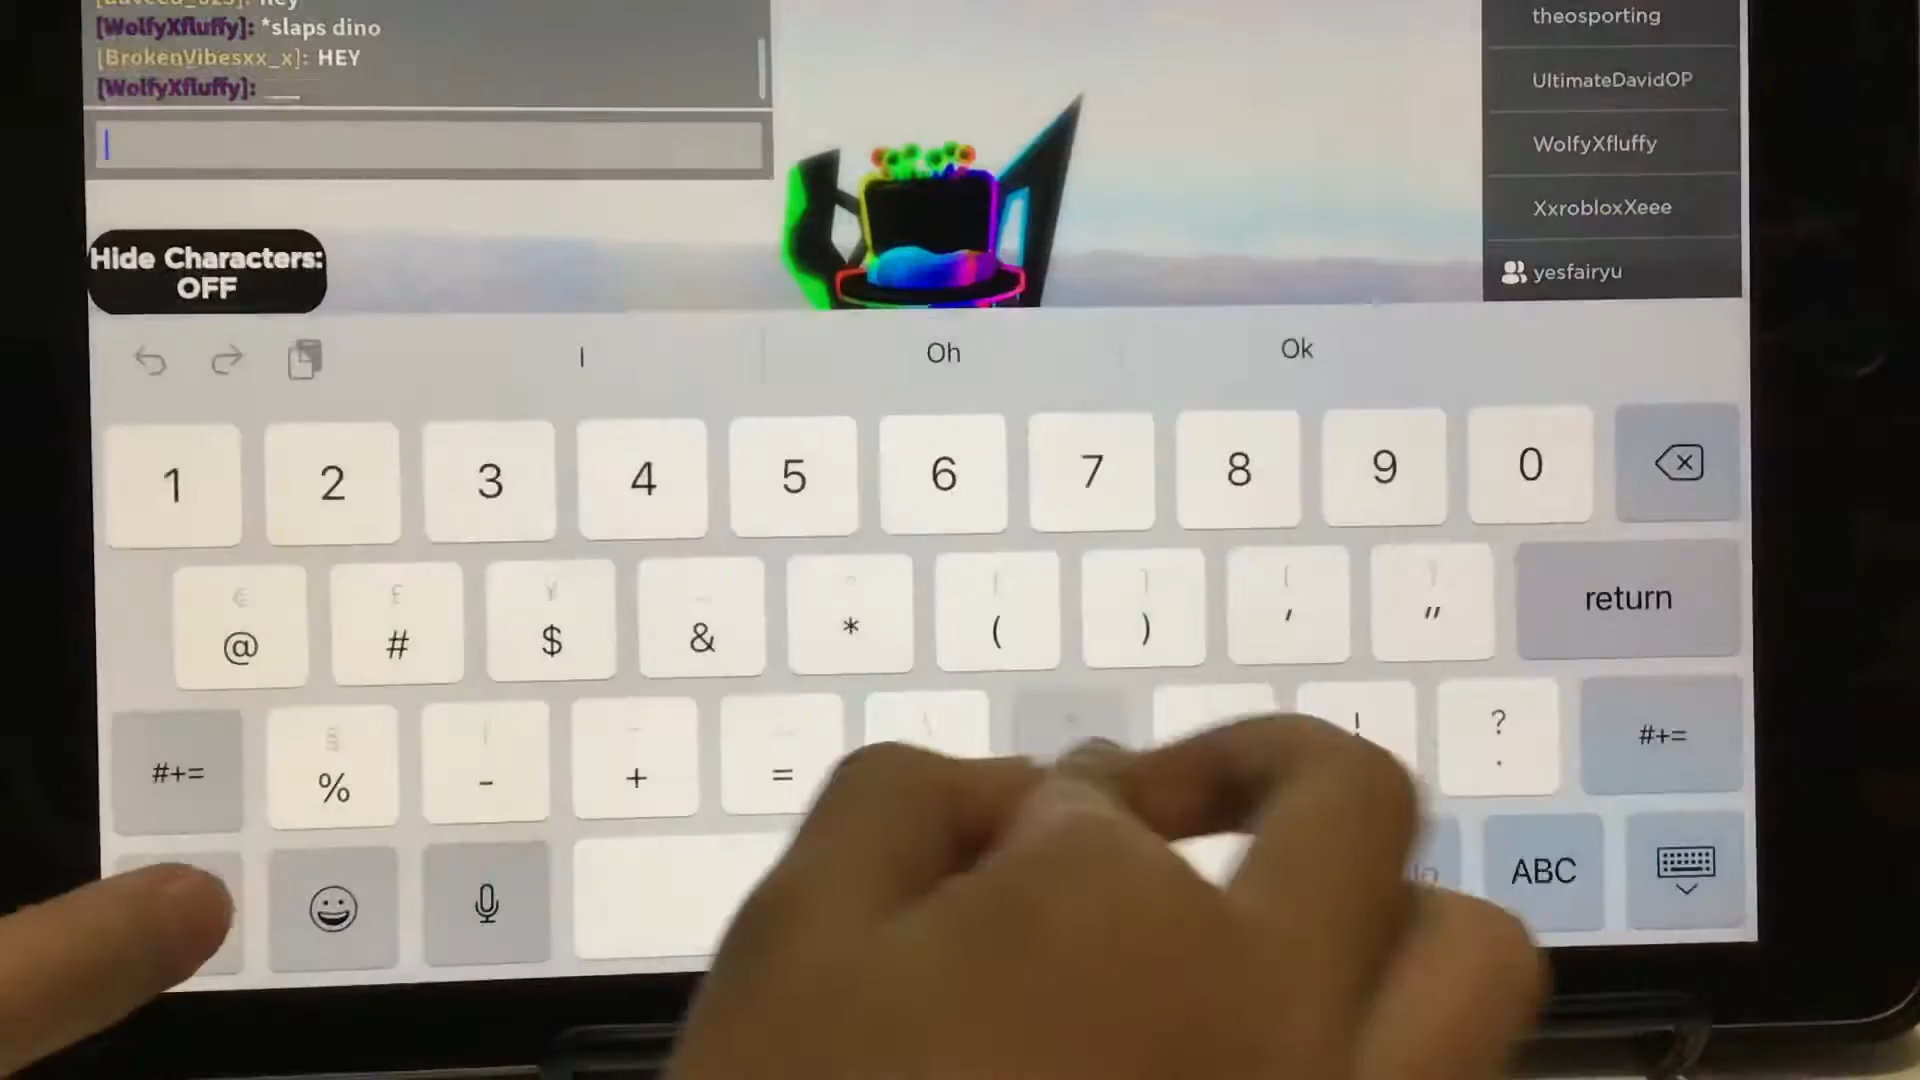 [WolfyXfluffy]: *slaps dino
[BrokenVibesxx_x]: HEY
[WolfyXfluffy]: ___
theosporting
UltimateDavidOP
WolfyXfluffy
XxrobloxXeee
yesfairyu
Hide Characters:
OFF
I Oh Ok
1 2 3 4 5 6 7 8 9 0
€ £ ¥ _ ^ [ ] { }
@ # $ & * ( ) ' " return
§ | ~ … \ ! ?
#+= % - + = . #+=
ABC